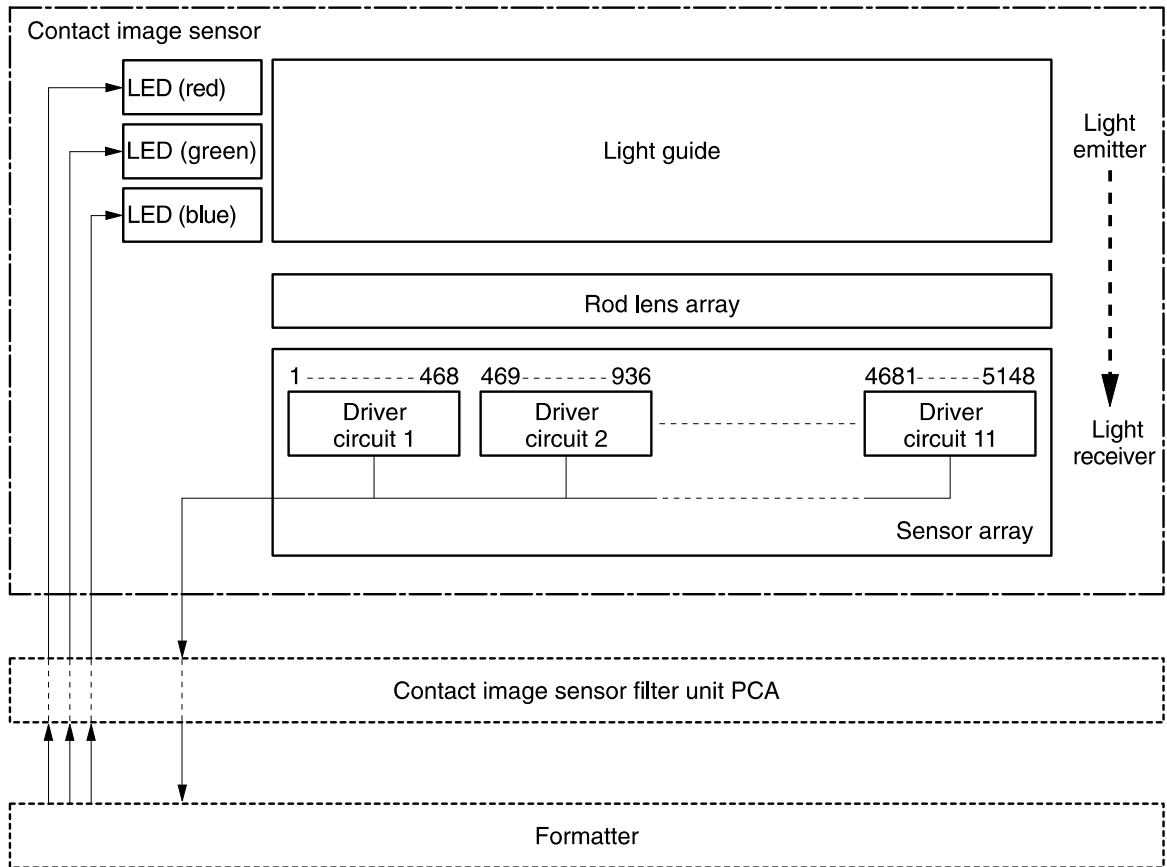 Contact image sensor
LED (red)
LED (green)
LED (blue)
Light guide
Light
emitter
Rod lens array
1 468
469 936
4681 5148
Driver
circuit 1
Driver
circuit 2
Driver
circuit 11
Light
receiver
Sensor array
Contact image sensor filter unit PCA
Formatter